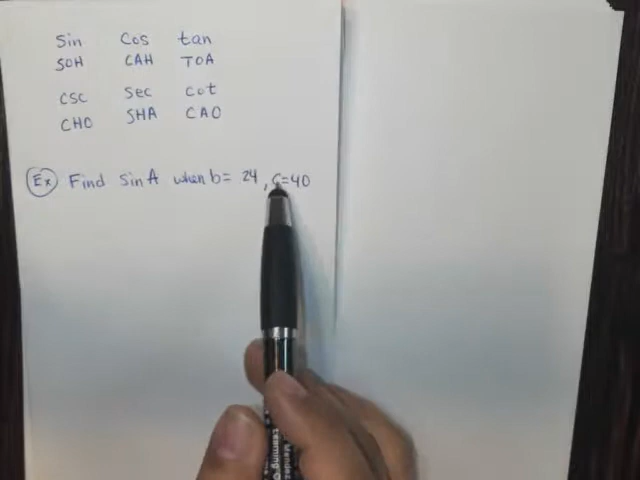 Sin Cos tan
SOH CAH TOA
csc sec cot
CHO SHA CAO
Ex Find sin A when b= 24, c=40